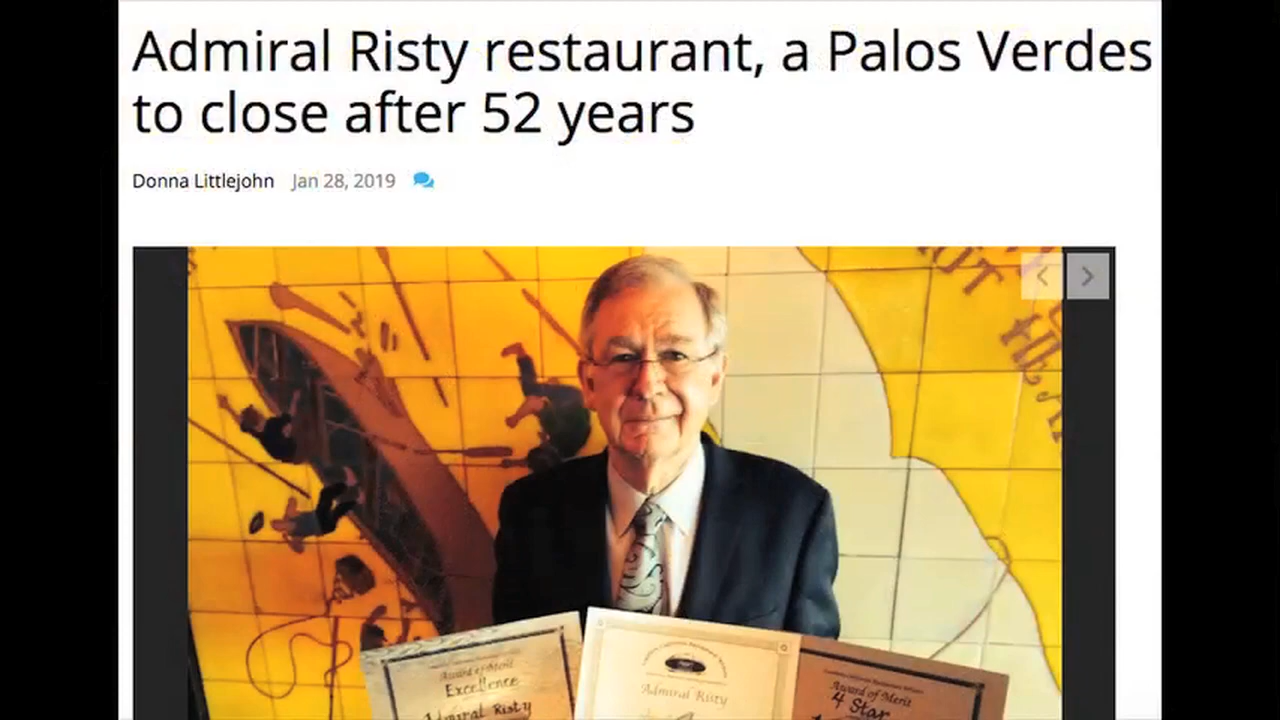 Admiral Risty restaurant, a Palos Verdes
to close after 52 years
Donna Littlejohn Jan 28, 2019
Award of Merit
Excellence
Admiral Risty
Admiral Risty
Award of Merit
4 Star